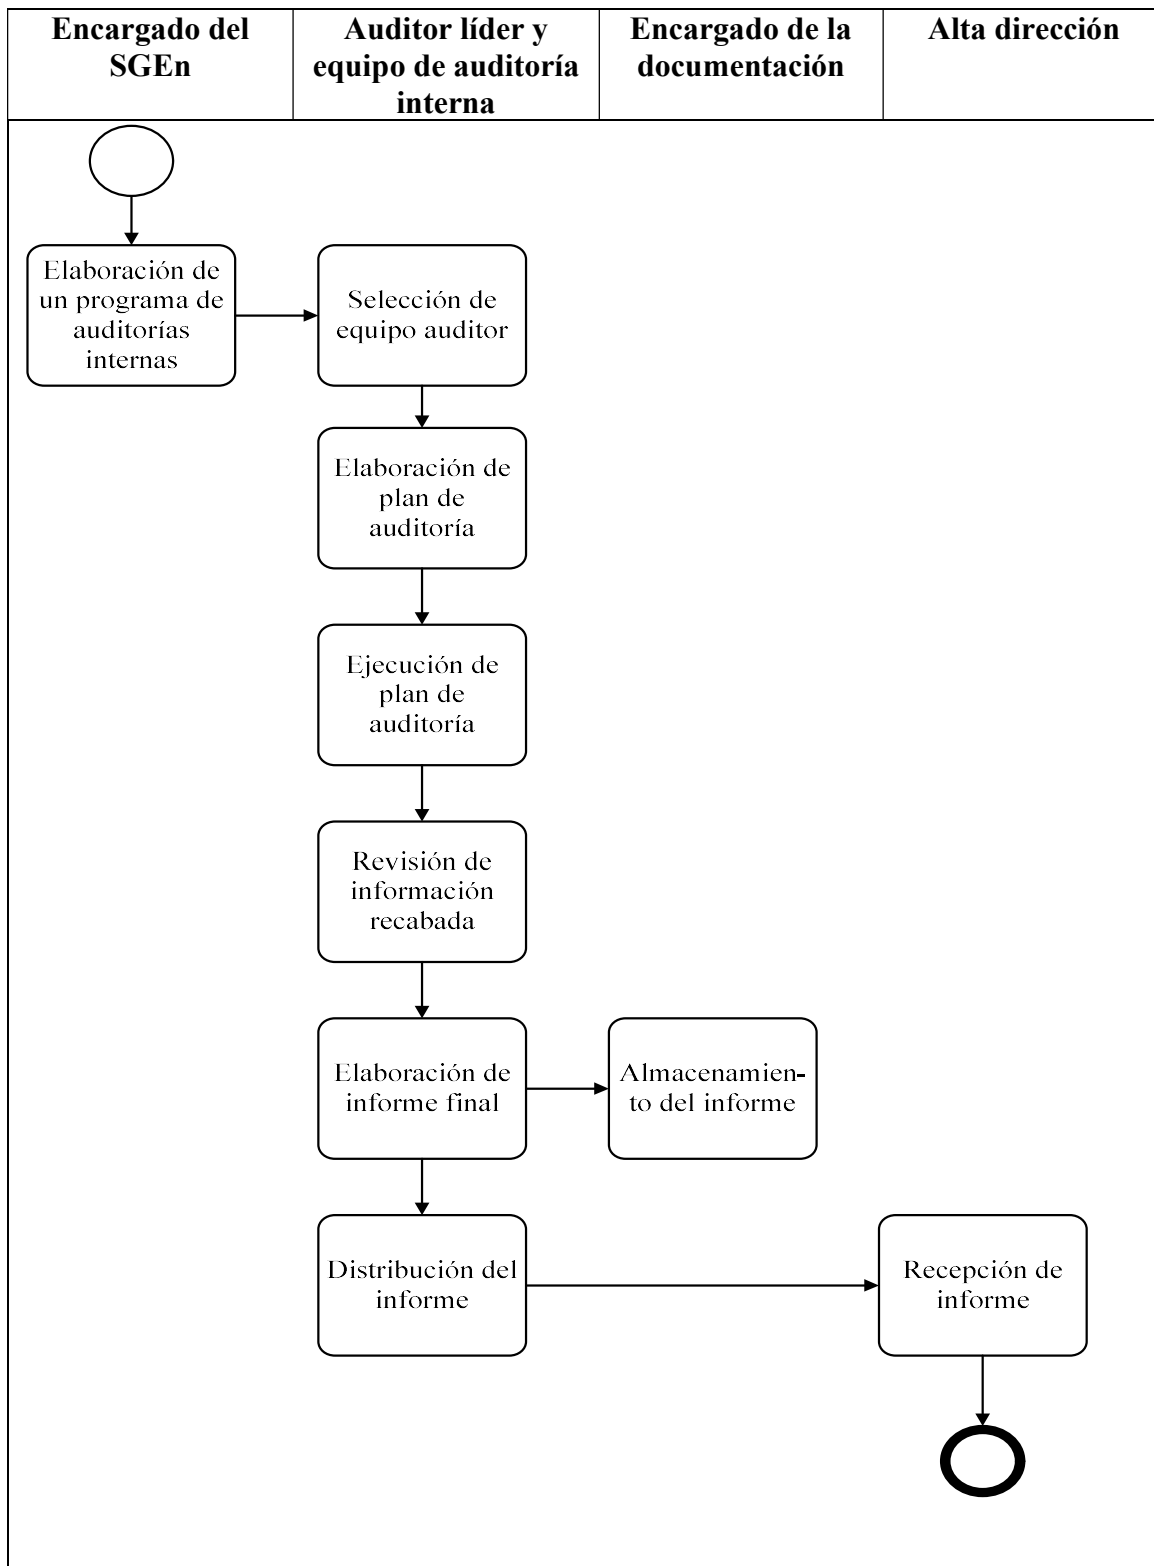 Encargado del
SGEn
Auditor líder y
equipo de auditoría
interna
Encargado de la
documentación
Alta dirección
Elaboración de
un programa de
auditorías
internas
Selección de
equipo auditor
Elaboración de
plan de
auditoría
Ejecución de
plan de
auditoría
Revisión de
información
recabada
Elaboración de
informe final
Almacenamien-
to del informe
Distribución del
informe
Recepción de
informe